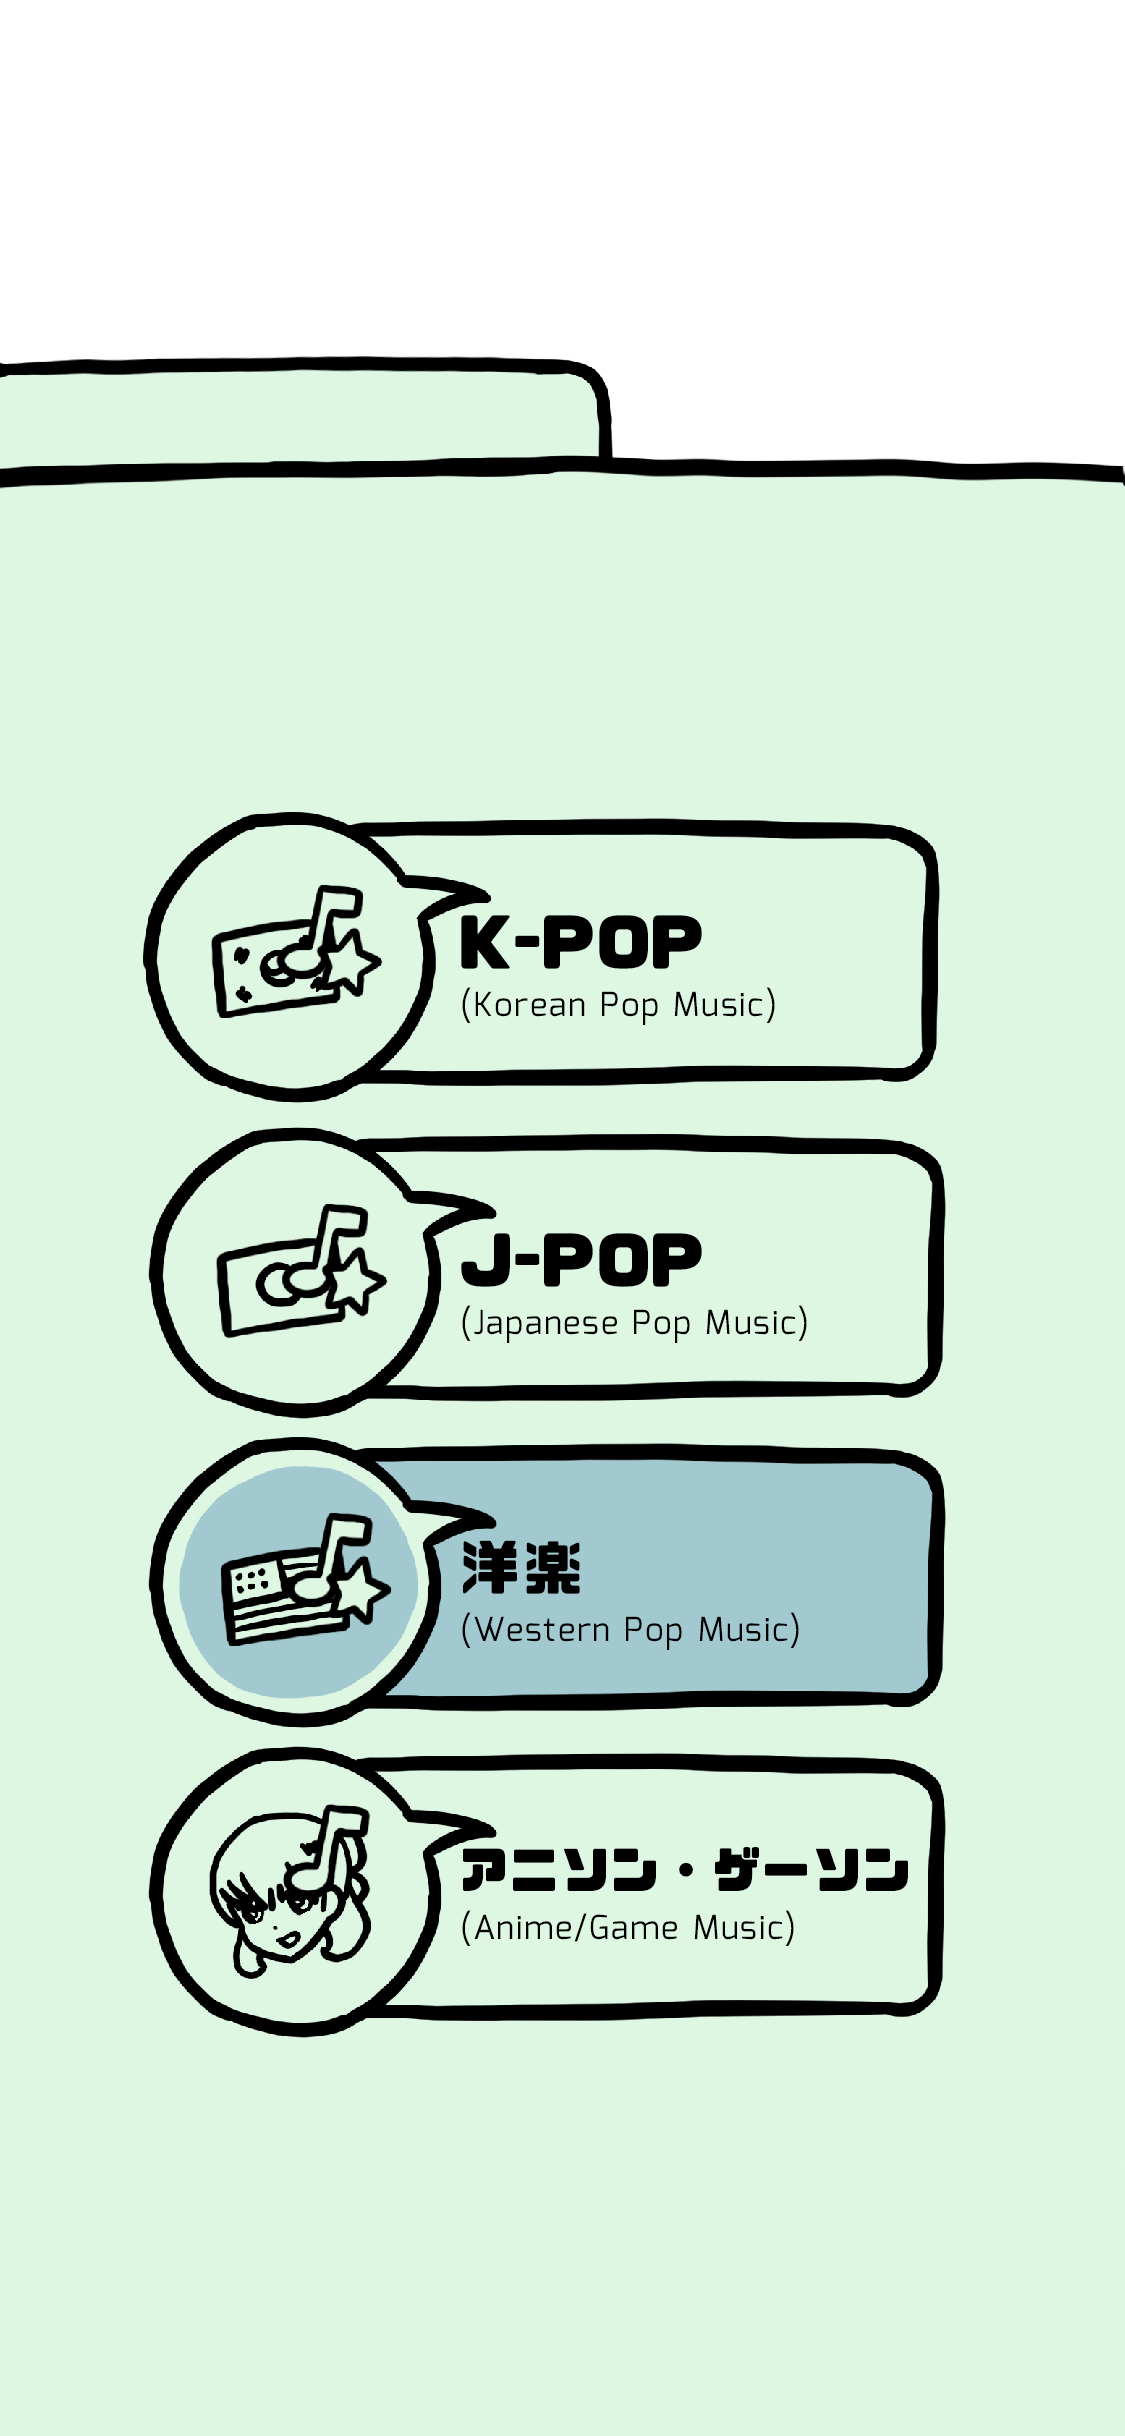 K-POP
(Korean Pop Music)
J-POP
(Japanese Pop Music)
洋楽
(Western Pop Music)
アニソン・ゲーソン
(Anime/Game Music)